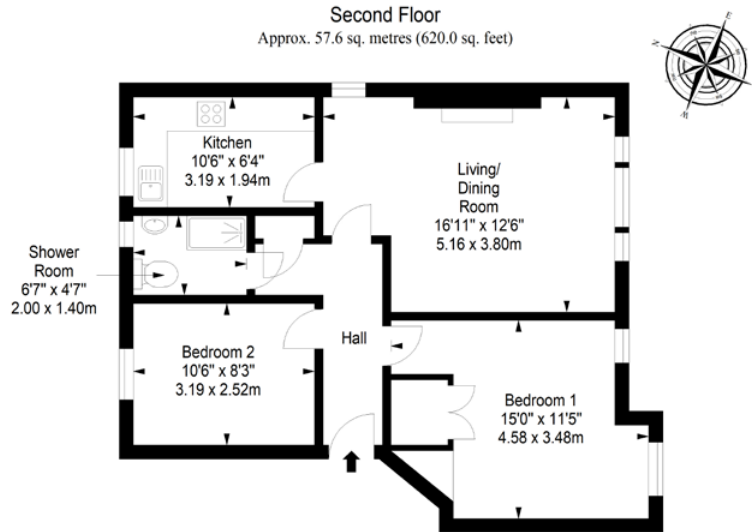 Second Floor
Approx. 57.6 sq. metres (620.0 sq. feet)
N
E
S
W
Kitchen
10'6" x 6'4"
3.19 x 1.94m
Living/
Dining
Room
16'11" x 12'6"
5.16 x 3.80m
Shower
Room
6'7" x 4'7"
2.00 x 1.40m
Bedroom 2
10'6" x 8'3"
3.19 x 2.52m
Hall
Bedroom 1
15'0" x 11'5"
4.58 x 3.48m